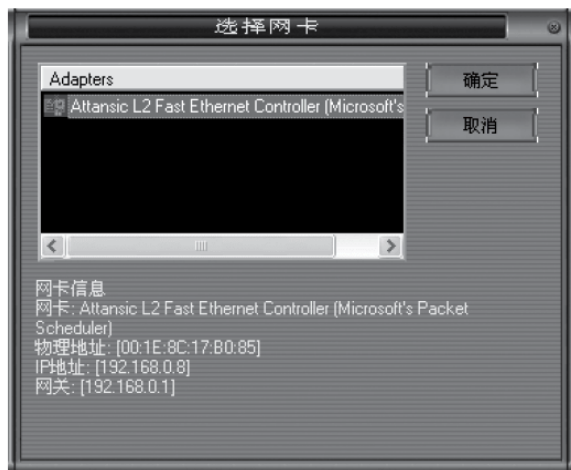 选择网卡
Adapters
确定
Attansic L2 Fast Ethernet Controller (Microsoft's
取消
网卡信息
网卡: Attansic L2 Fast Ethernet Controller (Microsoft's Packet
Scheduler)
物理地址: [00:1E:8C:17:B0:85]
IP地址: [192.168.0.8]
网关: [192.168.0.1]